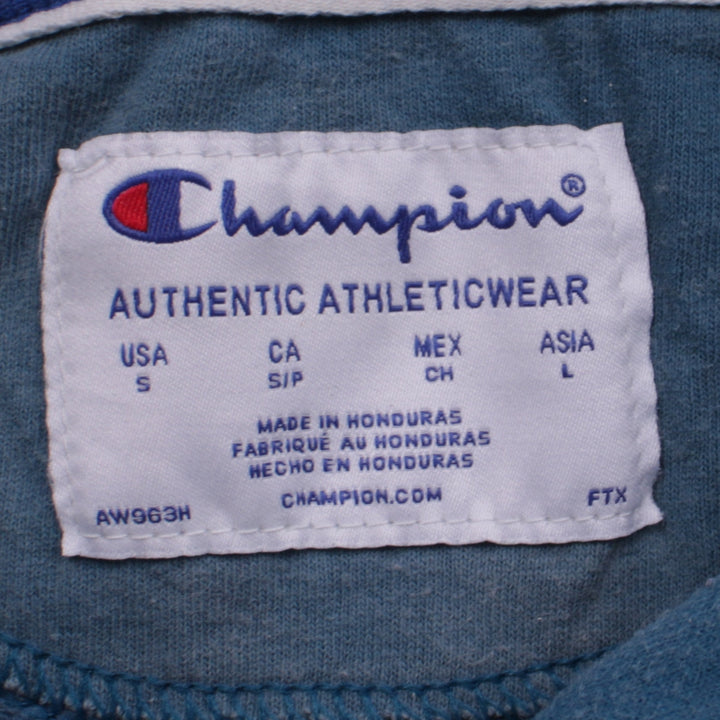 Champion®
AUTHENTIC ATHLETICWEAR
USA CA MEX ASIA
S S/P CH L
MADE IN HONDURAS
FABRIQUÉ AU HONDURAS
HECHO EN HONDURAS
CHAMPION.COM
AW963H FTX